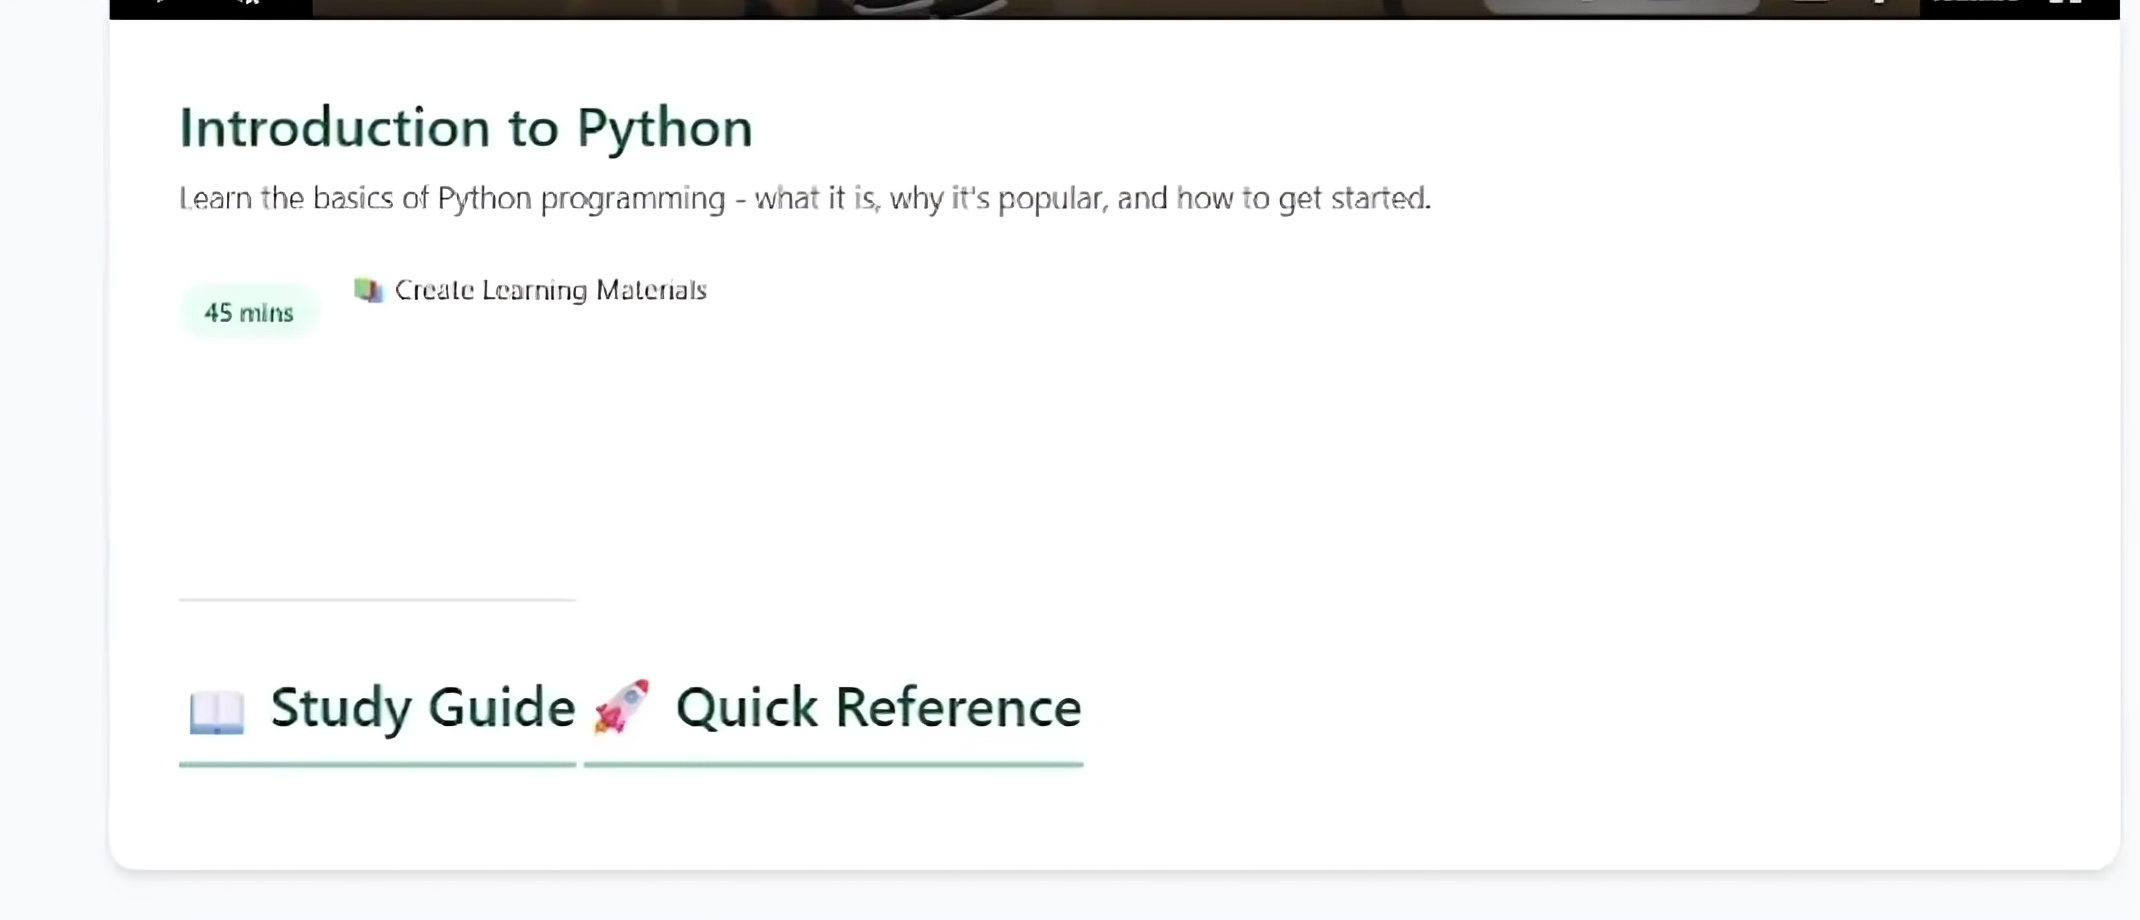 Introduction to Python
Learn the basics of Python programming - what it is, why it's popular, and how to get started.
45 mins
📚 Create Learning Materials
📖 Study Guide 🚀 Quick Reference